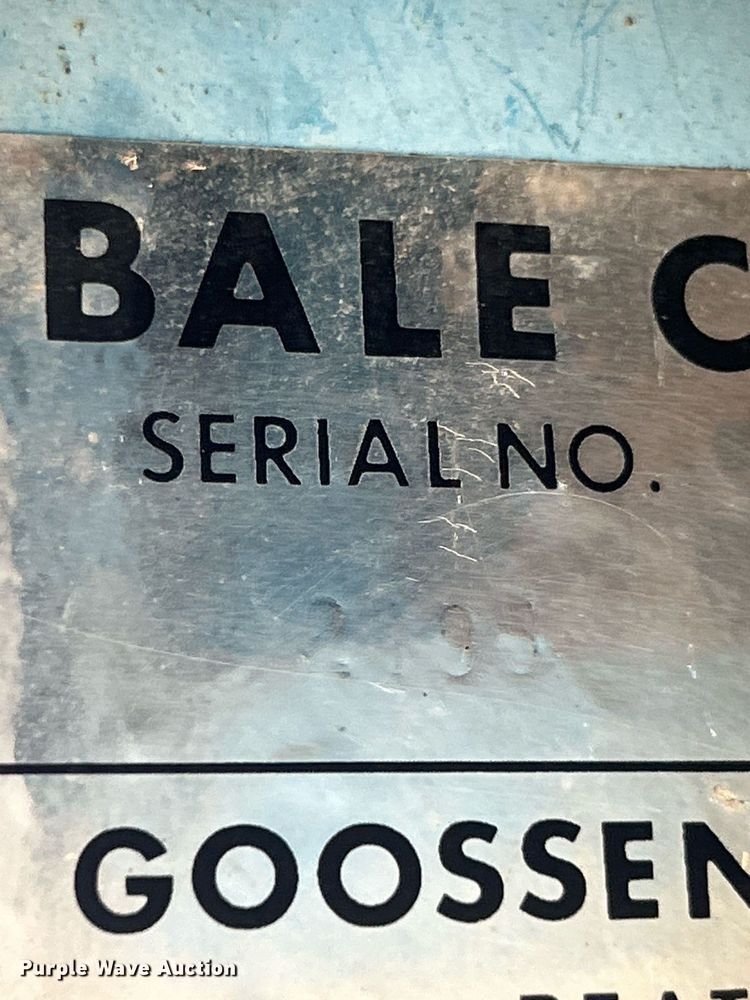 BALE C
SERIAL NO.
GOOSSEN
Purple Wave Auction